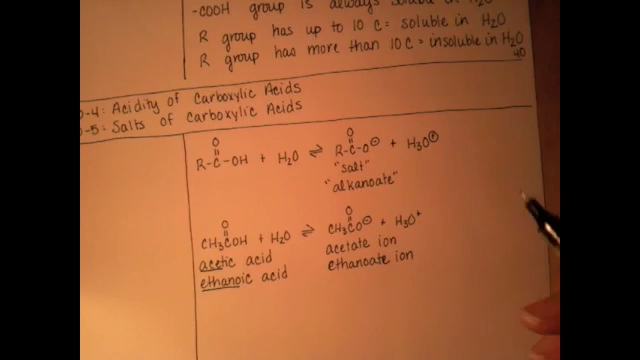 -COOH group is always soluble in H₂O
R group has up to 10 C = soluble in H₂O
R group has more than 10 C = insoluble in H₂O
40
-4: Acidity of Carboxylic Acids
-5: Salts of Carboxylic Acids
O O
R-C-OH + H₂O ⇌ R-C-O⊖ + H₃O⊕
"salt"
"alkanoate"
O O
CH₃COH + H₂O ⇌ CH₃CO⊖ + H₃O⁺
acetic acid acetate ion
ethanoic acid ethanoate ion